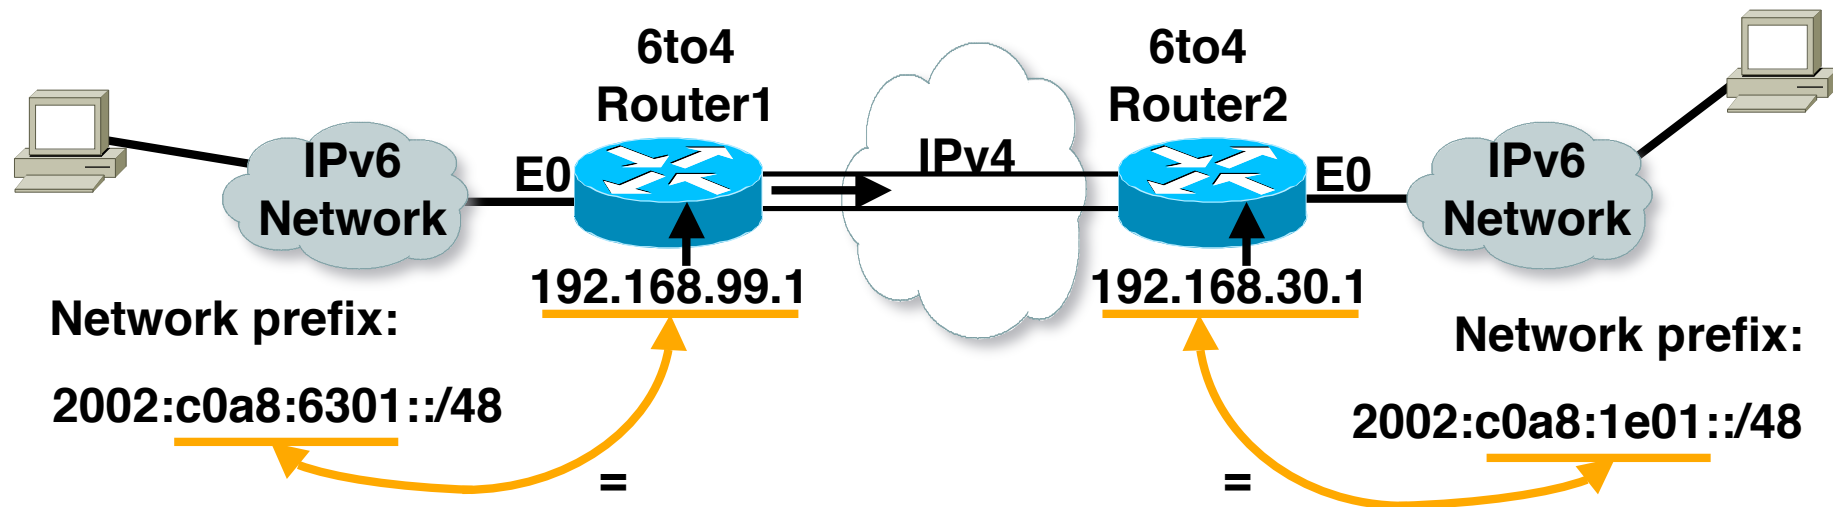 6to4
Router1
6to4
Router2
IPv6
Network
E0
IPv4
E0
IPv6
Network
192.168.99.1
192.168.30.1
Network prefix:
2002:c0a8:6301::/48
=
Network prefix:
2002:c0a8:1e01::/48
=